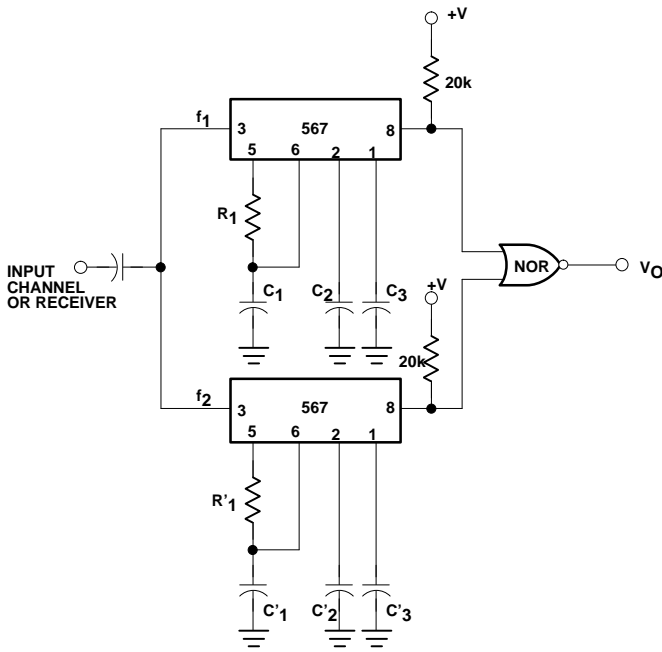 +V
20k
f1
3
567
8
5
6
2
1
R1
C1
C2
C3
INPUT
CHANNEL
OR RECEIVER
NOR
VO
+V
20k
f2
3
567
8
5
6
2
1
R'1
C'1
C'2
C'3